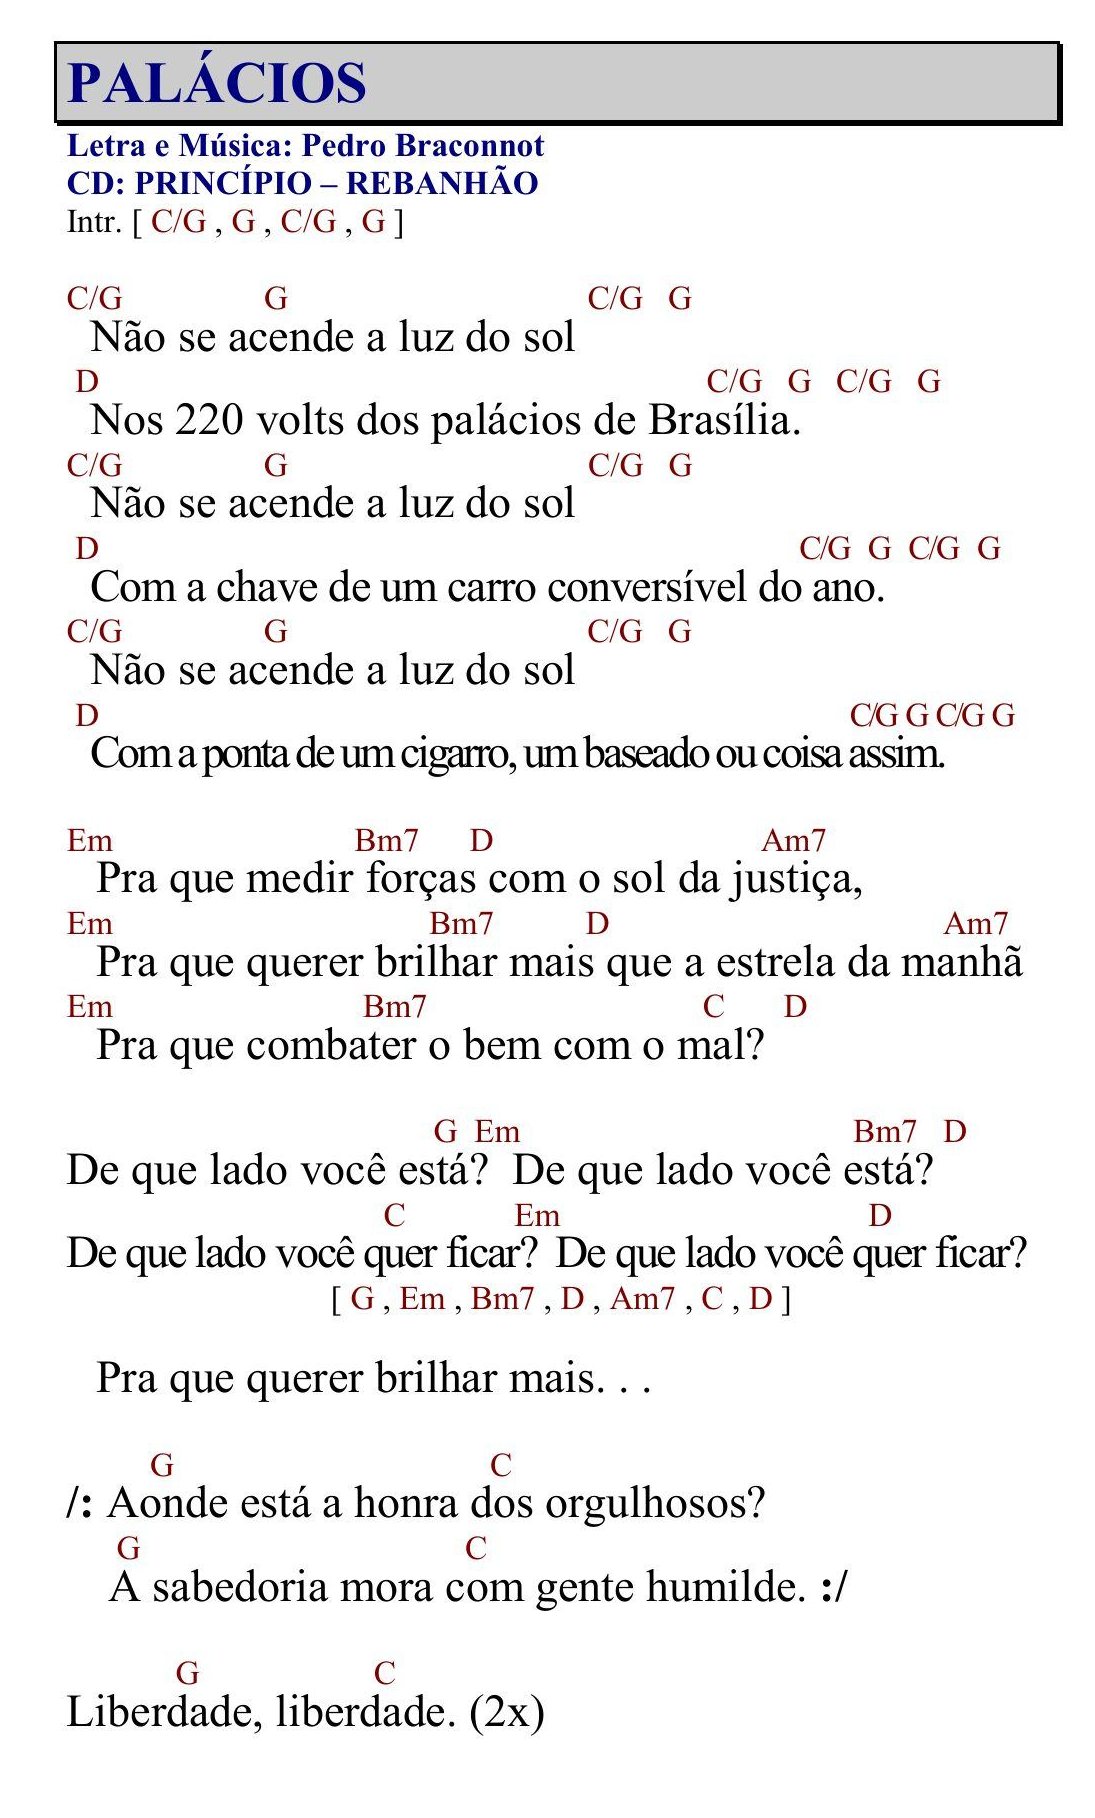 PALÁCIOS
Letra e Música: Pedro Braconnot
CD: PRINCÍPIO – REBANHÃO
Intr. [ C/G , G , C/G , G ]
C/G G C/G G
Não se acende a luz do sol
D C/G G C/G G
Nos 220 volts dos palácios de Brasília.
C/G G C/G G
Não se acende a luz do sol
D C/G G C/G G
Com a chave de um carro conversível do ano.
C/G G C/G G
Não se acende a luz do sol
D C/G G C/G G
Com a ponta de um cigarro, um baseado ou coisa assim.
Em Bm7 D Am7
Pra que medir forças com o sol da justiça,
Em Bm7 D Am7
Pra que querer brilhar mais que a estrela da manhã
Em Bm7 C D
Pra que combater o bem com o mal?
G Em Bm7 D
De que lado você está? De que lado você está?
C Em D
De que lado você quer ficar? De que lado você quer ficar?
[ G , Em , Bm7 , D , Am7 , C , D ]
Pra que querer brilhar mais. . .
G C
/: Aonde está a honra dos orgulhosos?
G C
A sabedoria mora com gente humilde. :/
G C
Liberdade, liberdade. (2x)